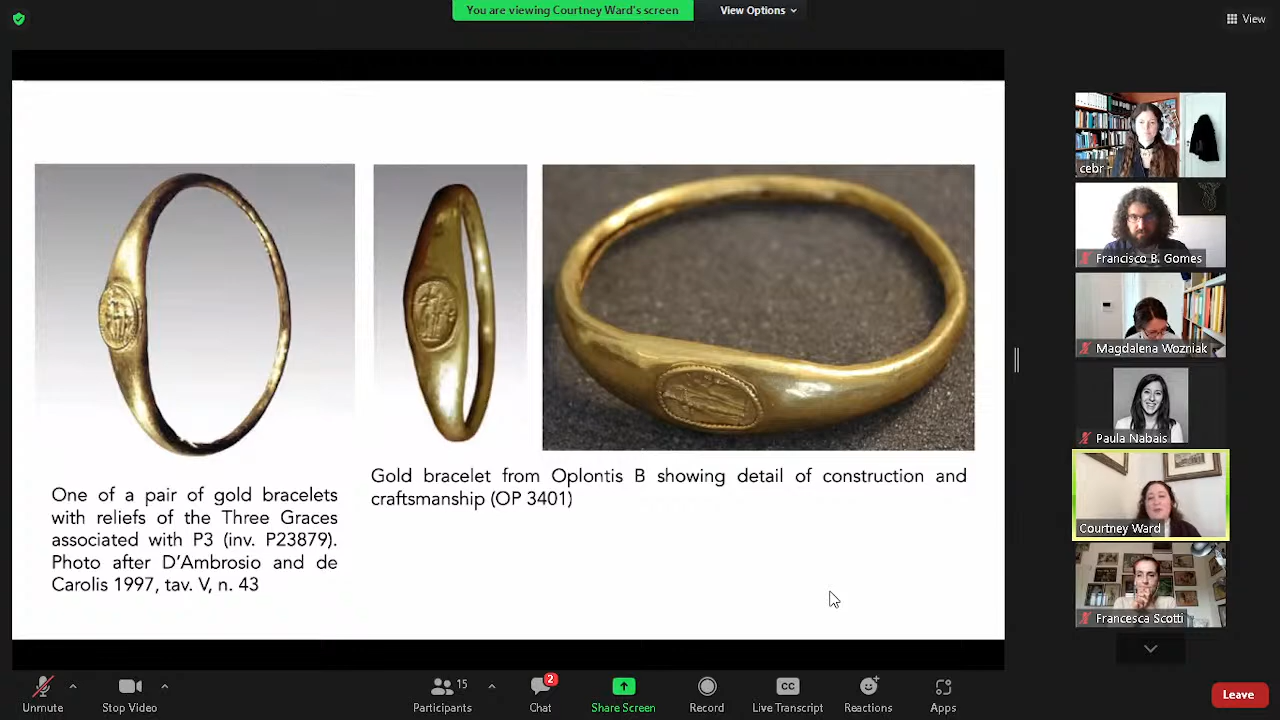 You are viewing Courtney Ward's screen
View Options
View
cebr
Francisco B. Gomes
Magdalena Wozniak
Paula Nabais
Courtney Ward
Francesca Scotti
One of a pair of gold bracelets
with reliefs of the Three Graces
associated with P3 (inv. P23879).
Photo after D'Ambrosio and de
Carolis 1997, tav. V, n. 43
Gold bracelet from Oplontis B showing detail of construction and
craftsmanship (OP 3401)
Unmute
Stop Video
15
Participants
2
Chat
Share Screen
Record
CC
Live Transcript
Reactions
Apps
Leave